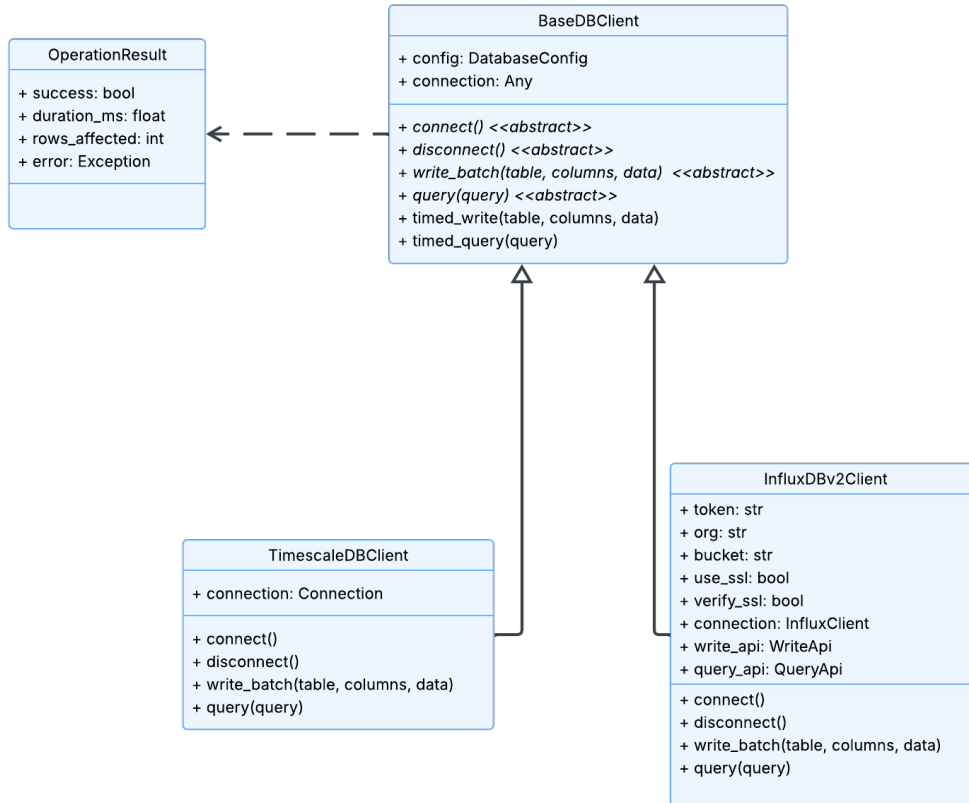 BaseDBClient
+ config: DatabaseConfig
+ connection: Any
+ connect() <<abstract>>
+ disconnect() <<abstract>>
+ write_batch(table, columns, data)  <<abstract>>
+ query(query) <<abstract>>
+ timed_write(table, columns, data)
+ timed_query(query)
OperationResult
+ success: bool
+ duration_ms: float
+ rows_affected: int
+ error: Exception
TimescaleDBClient
+ connection: Connection
+ connect()
+ disconnect()
+ write_batch(table, columns, data)
+ query(query)
InfluxDBv2Client
+ token: str
+ org: str
+ bucket: str
+ use_ssl: bool
+ verify_ssl: bool
+ connection: InfluxClient
+ write_api: WriteApi
+ query_api: QueryApi
+ connect()
+ disconnect()
+ write_batch(table, columns, data)
+ query(query)